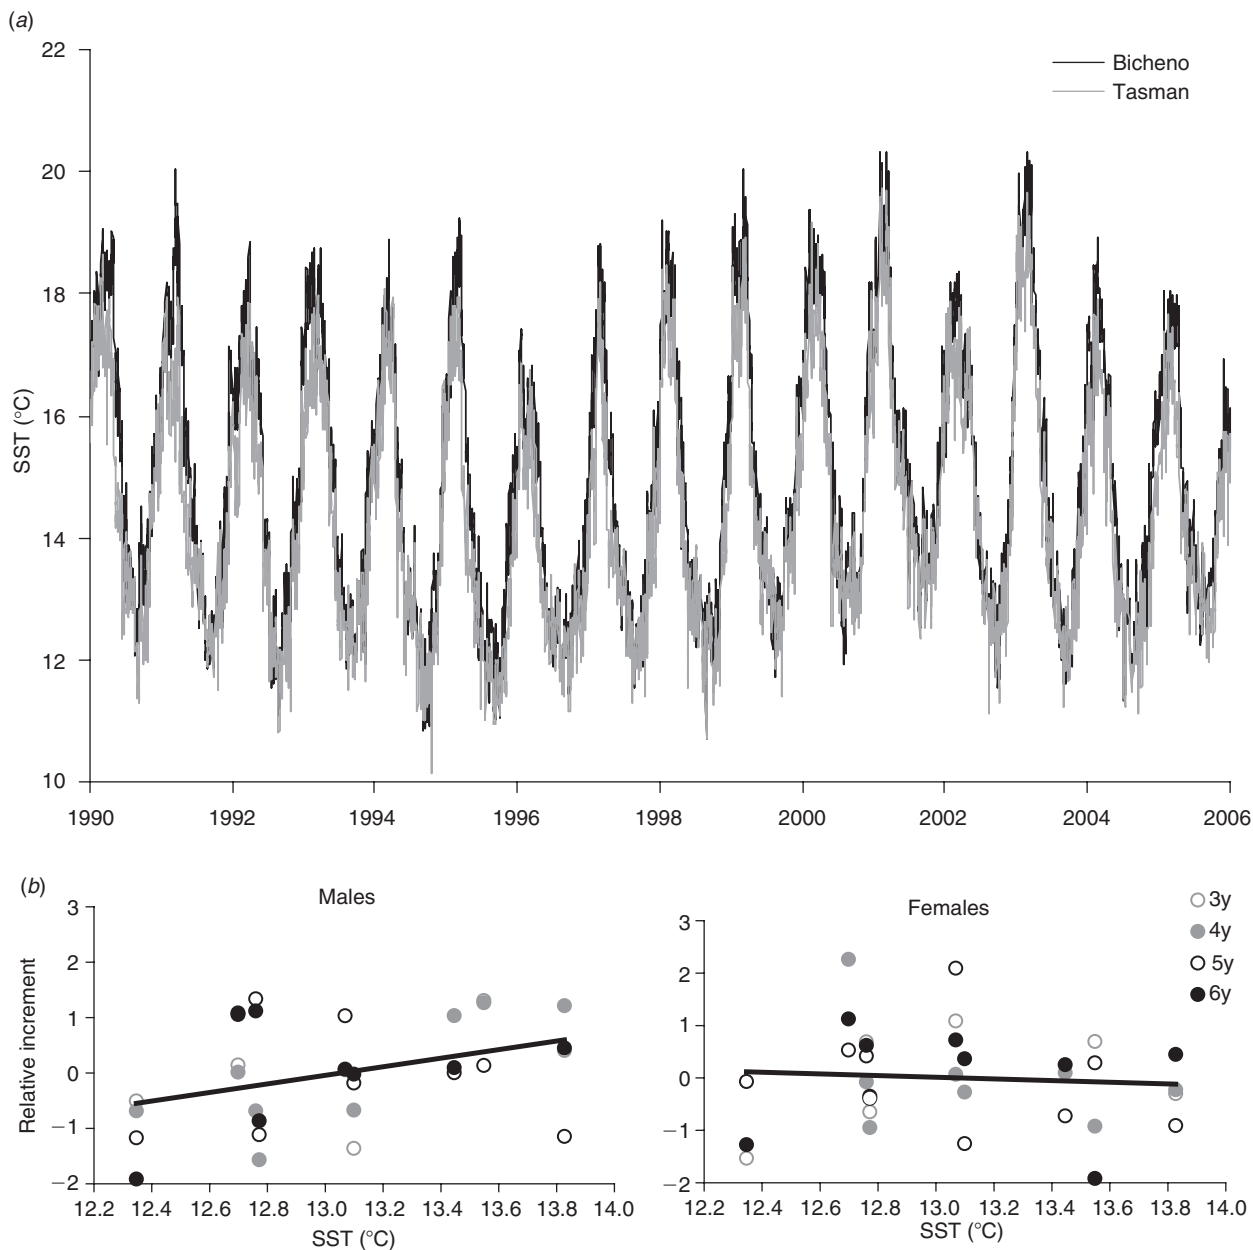 (a)
22
20
18
16
14
12
10
SST (°C)
Bicheno
Tasman
1990 1992 1994 1996 1998 2000 2002 2004 2006
(b)
Males
3
2
1
0
−1
−2
Relative increment
12.2 12.4 12.6 12.8 13.0 13.2 13.4 13.6 13.8 14.0
SST (°C)
Females
3
2
1
0
−1
−2
12.2 12.4 12.6 12.8 13.0 13.2 13.4 13.6 13.8 14.0
SST (°C)
3y
4y
5y
6y